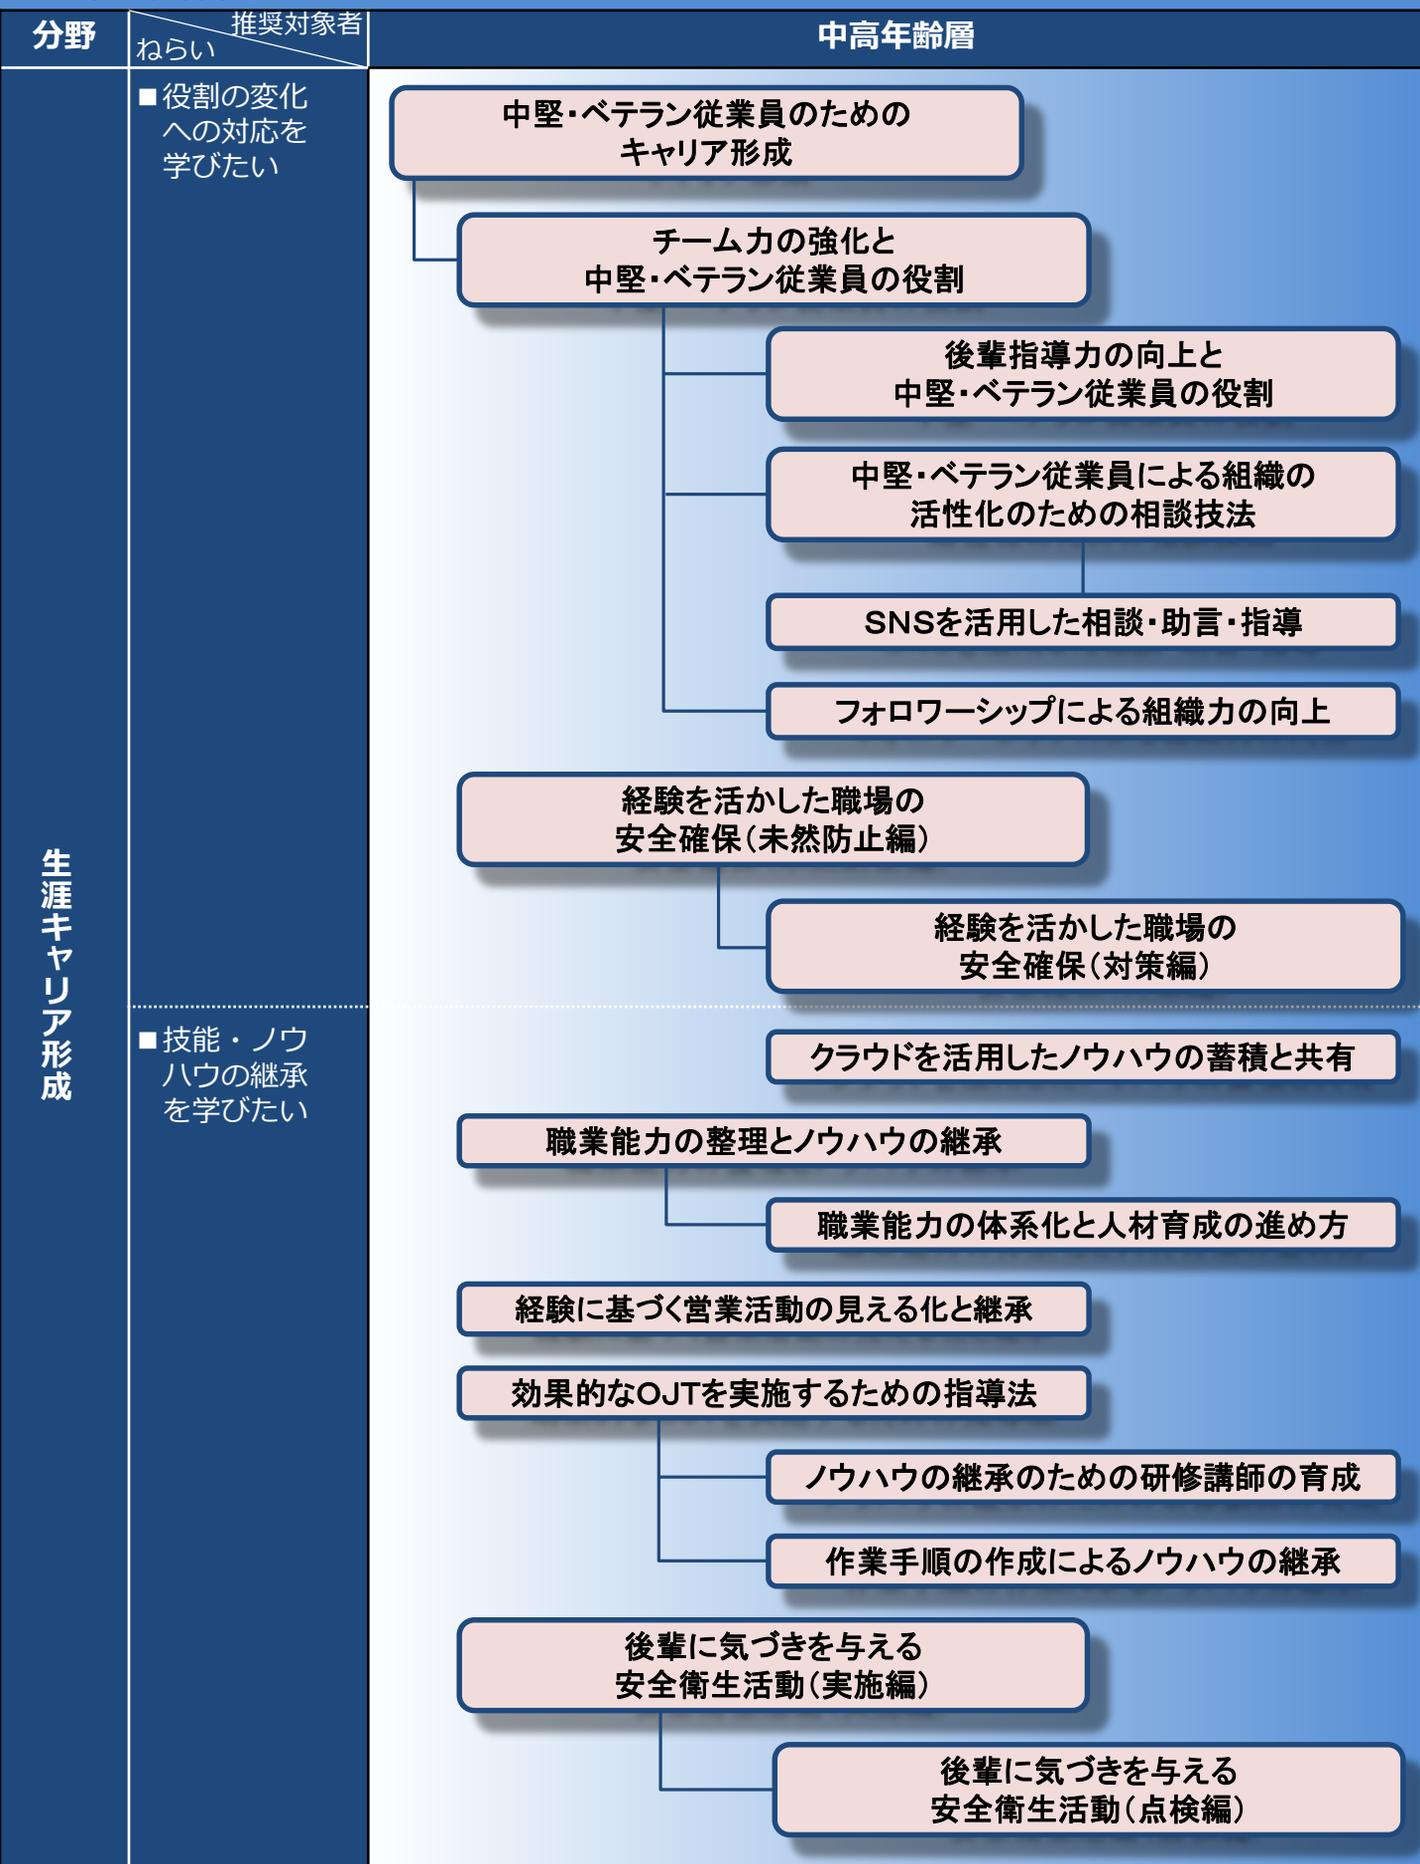 分野
推奨対象者
ねらい
中高年齢層
生涯キャリア形成
■役割の変化
への対応を
学びたい
中堅・ベテラン従業員のための
キャリア形成
チーム力の強化と
中堅・ベテラン従業員の役割
後輩指導力の向上と
中堅・ベテラン従業員の役割
中堅・ベテラン従業員による組織の
活性化のための相談技法
SNSを活用した相談・助言・指導
フォロワーシップによる組織力の向上
経験を活かした職場の
安全確保(未然防止編)
経験を活かした職場の
安全確保(対策編)
■技能・ノウ
ハウの継承
を学びたい
クラウドを活用したノウハウの蓄積と共有
職業能力の整理とノウハウの継承
職業能力の体系化と人材育成の進め方
経験に基づく営業活動の見える化と継承
効果的なOJTを実施するための指導法
ノウハウの継承のための研修講師の育成
作業手順の作成によるノウハウの継承
後輩に気づきを与える
安全衛生活動(実施編)
後輩に気づきを与える
安全衛生活動(点検編)